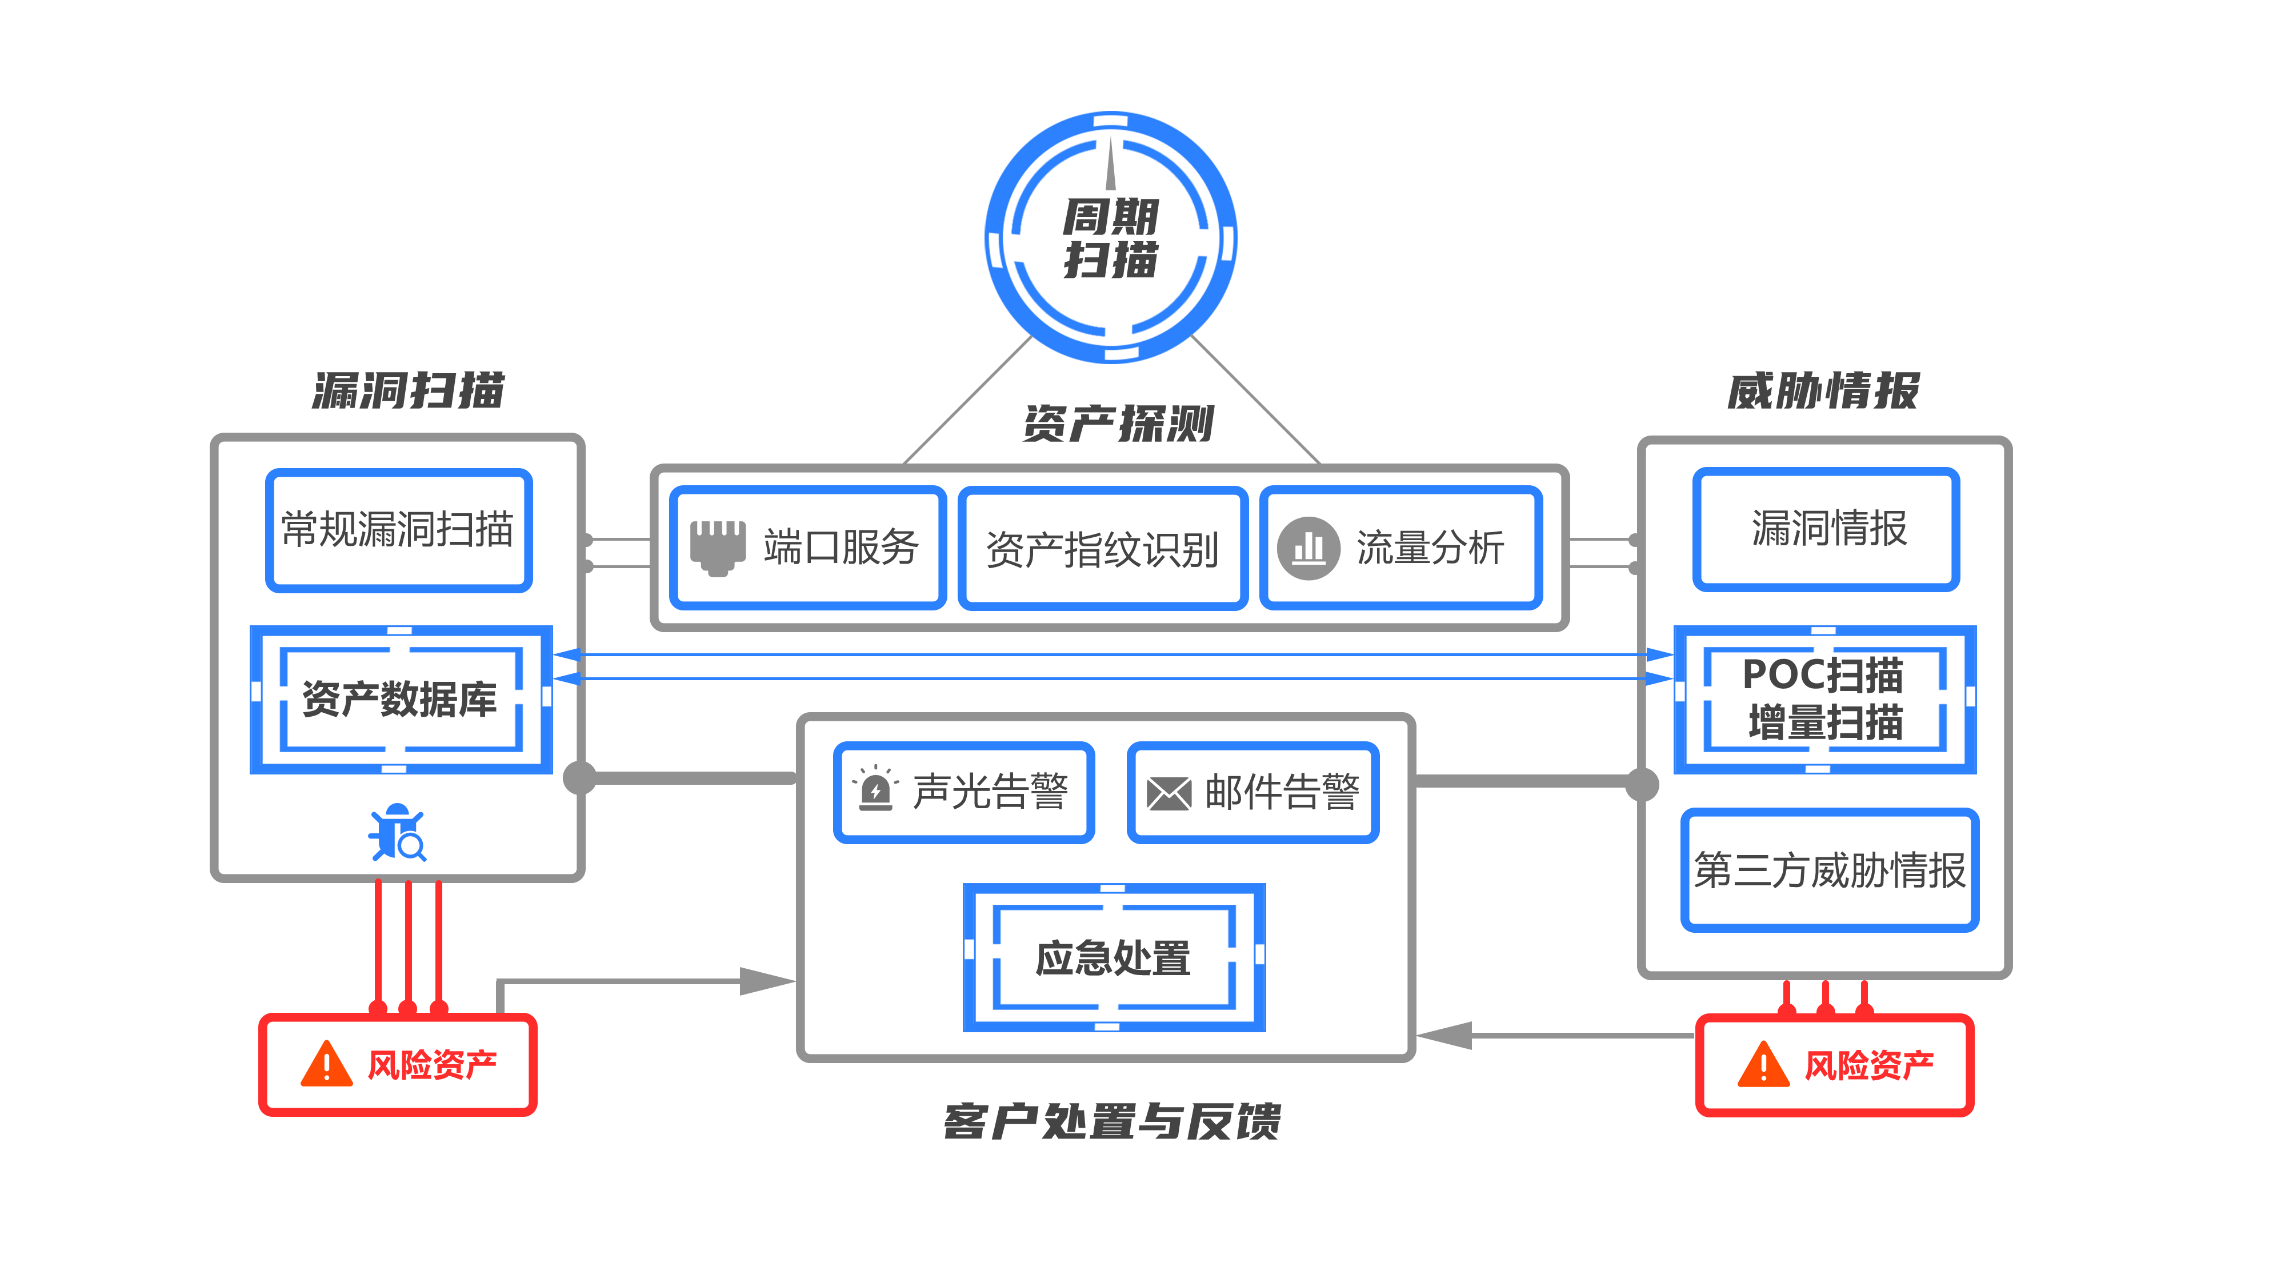 周期
扫描
漏洞扫描
资产探测
威胁情报
常规漏洞扫描
端口服务
资产指纹识别
流量分析
漏洞情报
资产数据库
POC扫描
增量扫描
声光告警
邮件告警
第三方威胁情报
应急处置
风险资产
风险资产
客户处置与反馈